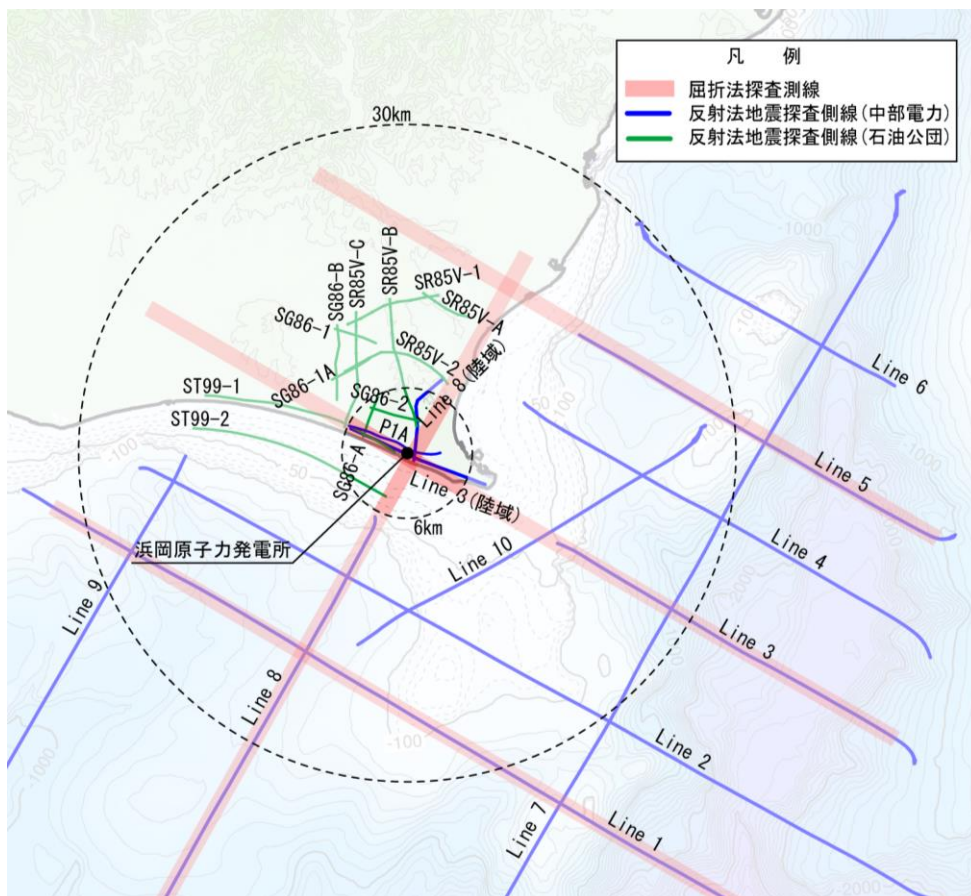 凡 例
屈折法探査測線
反射法地震探査側線(中部電力)
反射法地震探査側線(石油公団)
30km
-1000
SG86-B
SR85V-C
SR85V-B
SR85V-1
SR85V-A
SG86-1
SR85V-2
Line 8(陸域)
SG86-1A
ST99-1
SG86-2
ST99-2
P1A
SG86-A
Line 3(陸域)
6km
浜岡原子力発電所
-100
50
50
100
Line 6
Line 5
Line 4
Line 10
Line 9
-2000
Line 3
Line 8
-100
Line 2
Line 7
Line 1
-1000
-2000